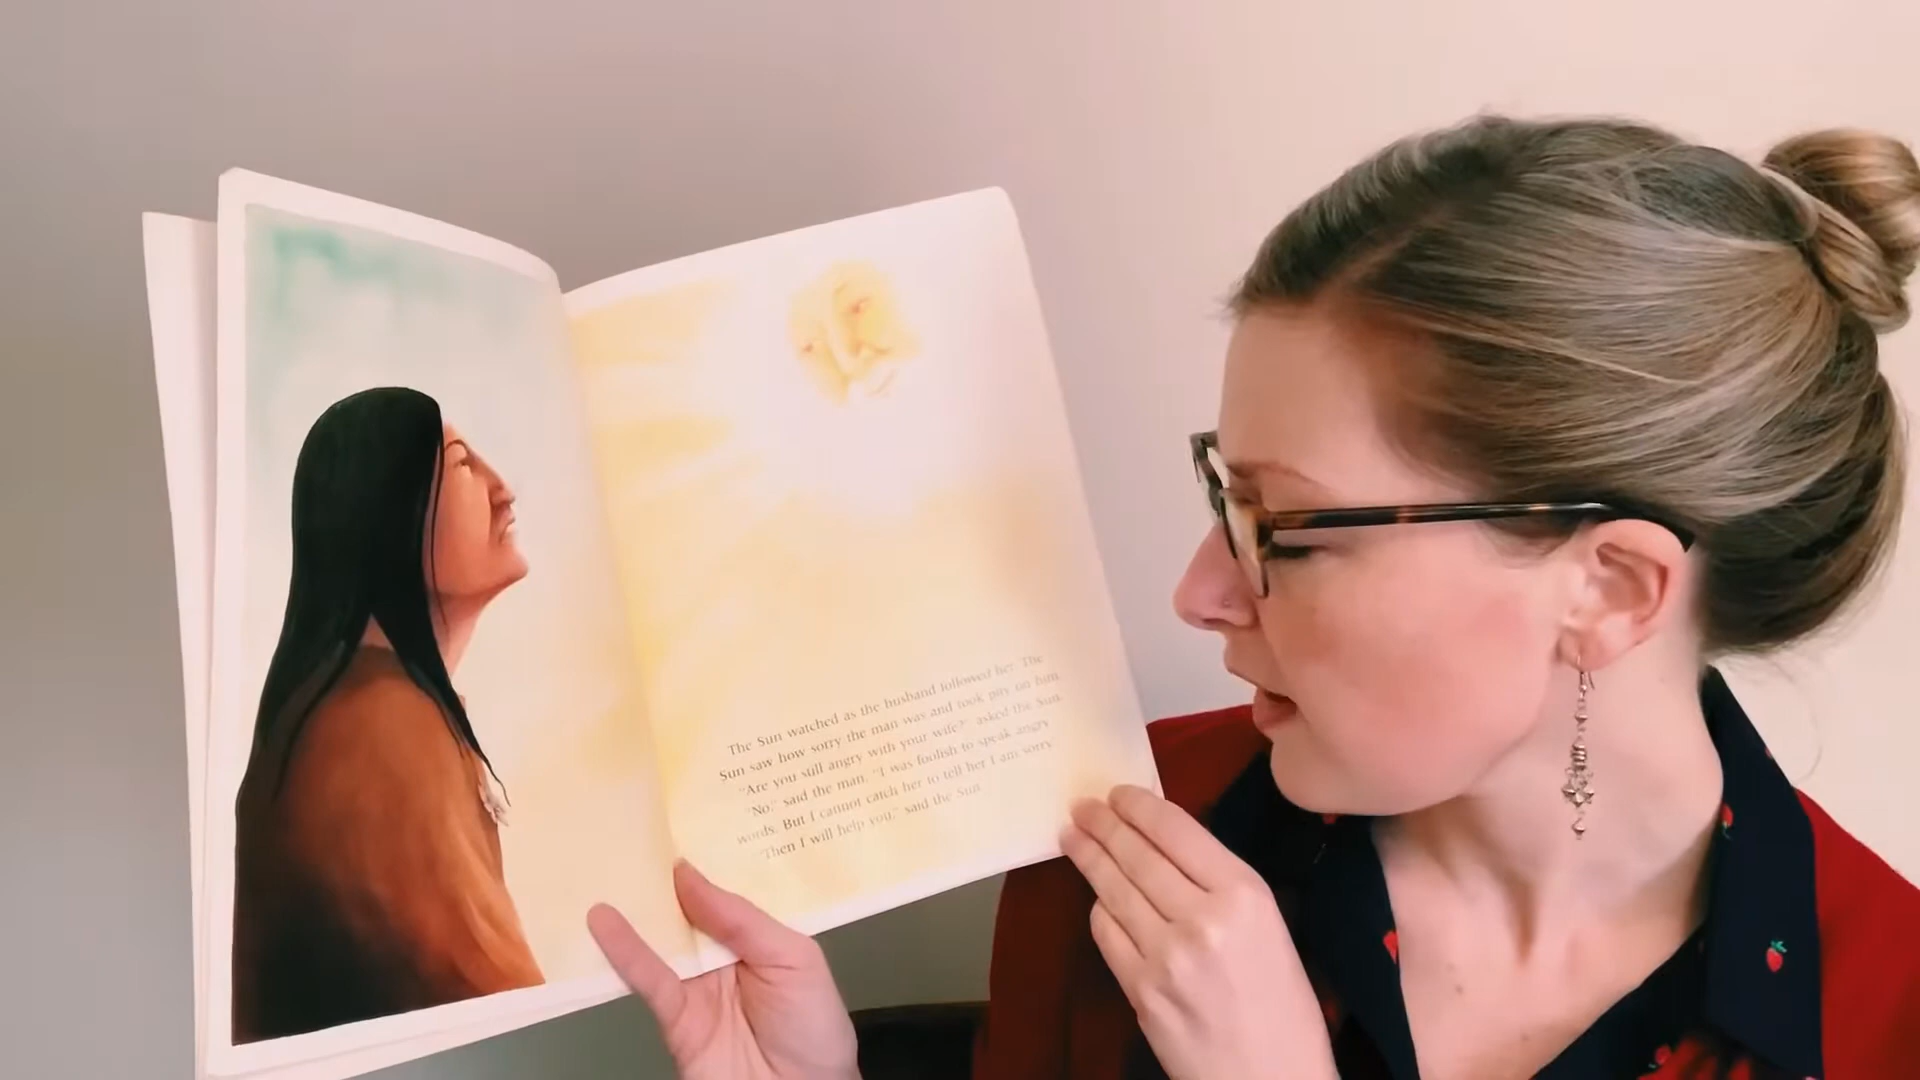 The Sun watched as the husband followed her. The
Sun saw how sorry the man was and took pity on him.
"Are you still angry with your wife?" asked the Sun.
"No," said the man. "I was foolish to speak angry
words. But I cannot catch her to tell her I am sorry."
"Then I will help you," said the Sun.